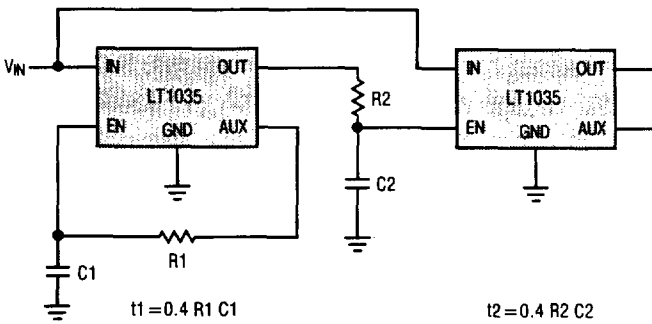 VIN
IN
OUT
LT1035
EN
GND
AUX
R2
C2
R1
C1
t1=0.4 R1 C1
IN
OUT
LT1035
EN
GND
AUX
t2=0.4 R2 C2